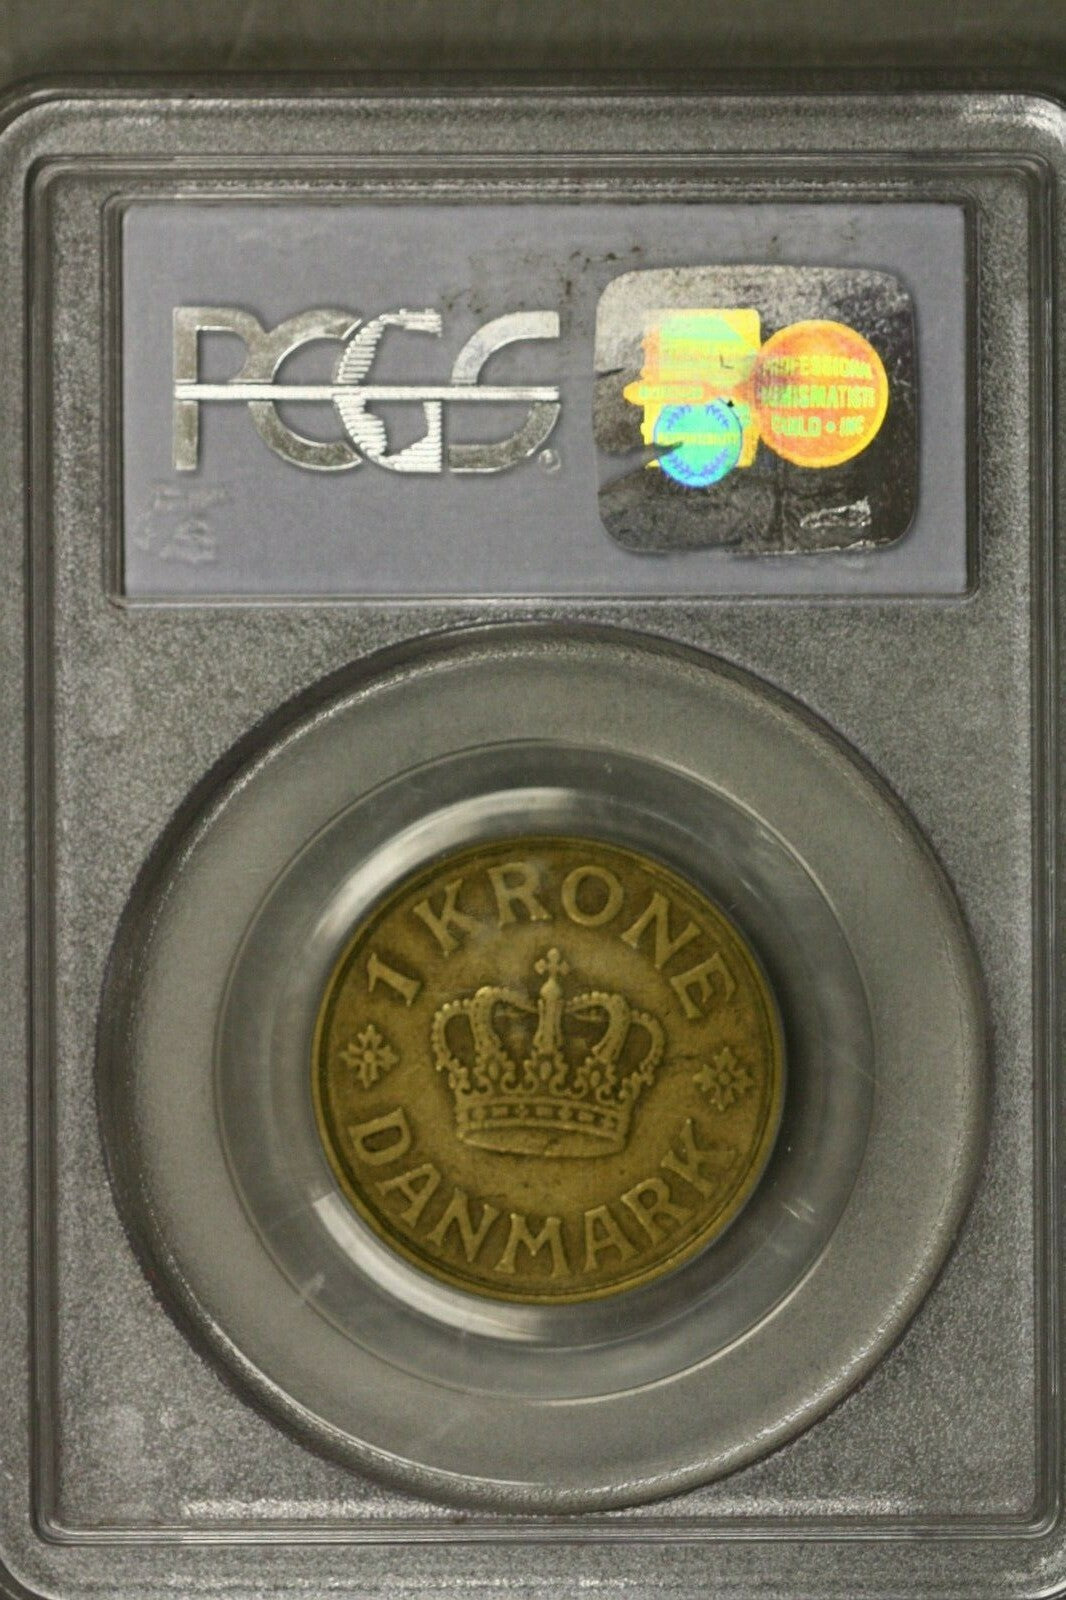 PCGS®
PROFESSIONAL
NUMISMATISTS
GUILD • INC
1 KRONE
DANMARK